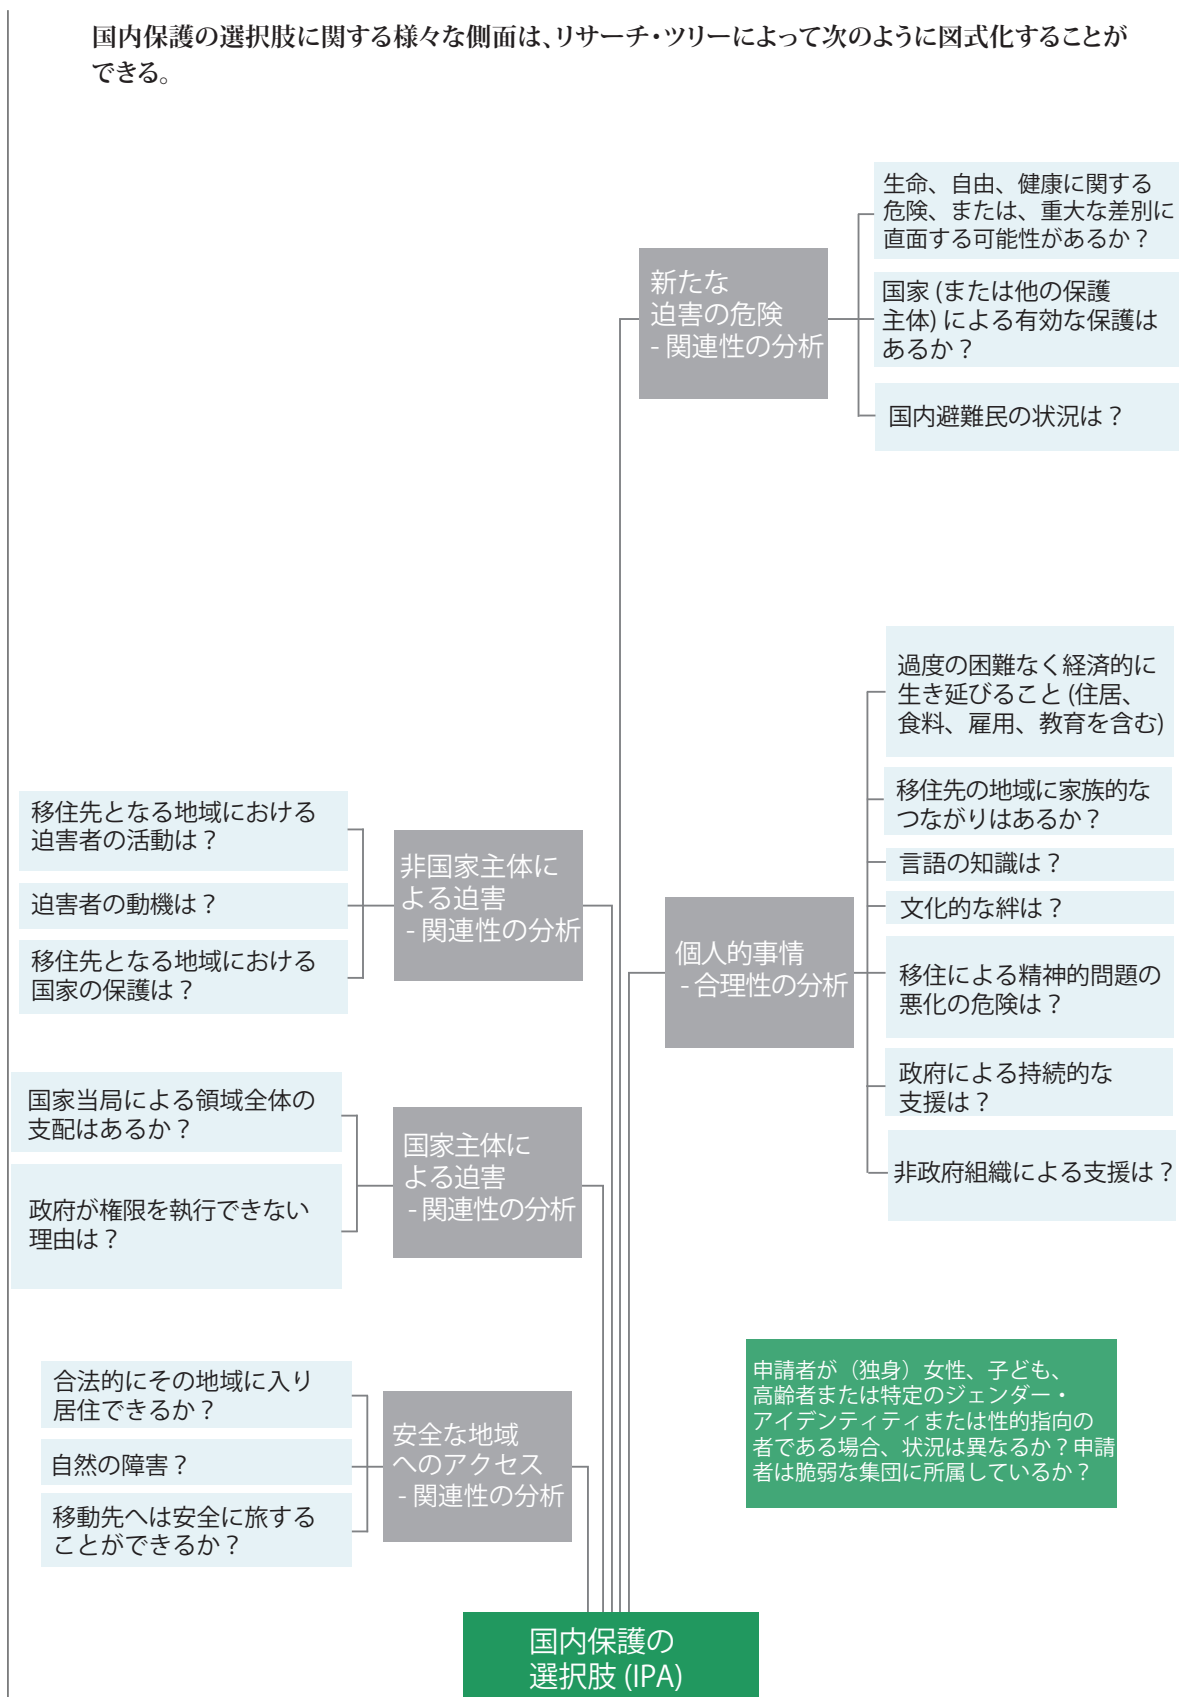 国内保護の選択肢に関する様々な側面は、リサーチ・ツリーによって次のように図式化することが
できる。
生命、自由、健康に関する
危険、または、重大な差別に
直面する可能性があるか？
新たな
迫害の危険
- 関連性の分析
国家 (または他の保護
主体) による有効な保護は
あるか？
国内避難民の状況は？
過度の困難なく経済的に
生き延びること (住居、
食料、雇用、教育を含む)
移住先の地域に家族的な
つながりはあるか？
言語の知識は？
文化的な絆は？
個人的事情
- 合理性の分析
移住による精神的問題の
悪化の危険は？
政府による持続的な
支援は？
非政府組織による支援は？
移住先となる地域における
迫害者の活動は？
迫害者の動機は？
移住先となる地域における
国家の保護は？
非国家主体に
よる迫害
- 関連性の分析
国家当局による領域全体の
支配はあるか？
政府が権限を執行できない
理由は？
国家主体に
よる迫害
- 関連性の分析
合法的にその地域に入り
居住できるか？
自然の障害？
移動先へは安全に旅する
ことができるか？
安全な地域
へのアクセス
- 関連性の分析
申請者が（独身）女性、子ども、
高齢者または特定のジェンダー・
アイデンティティまたは性的指向の
者である場合、状況は異なるか？申請
者は脆弱な集団に所属しているか？
国内保護の
選択肢 (IPA)